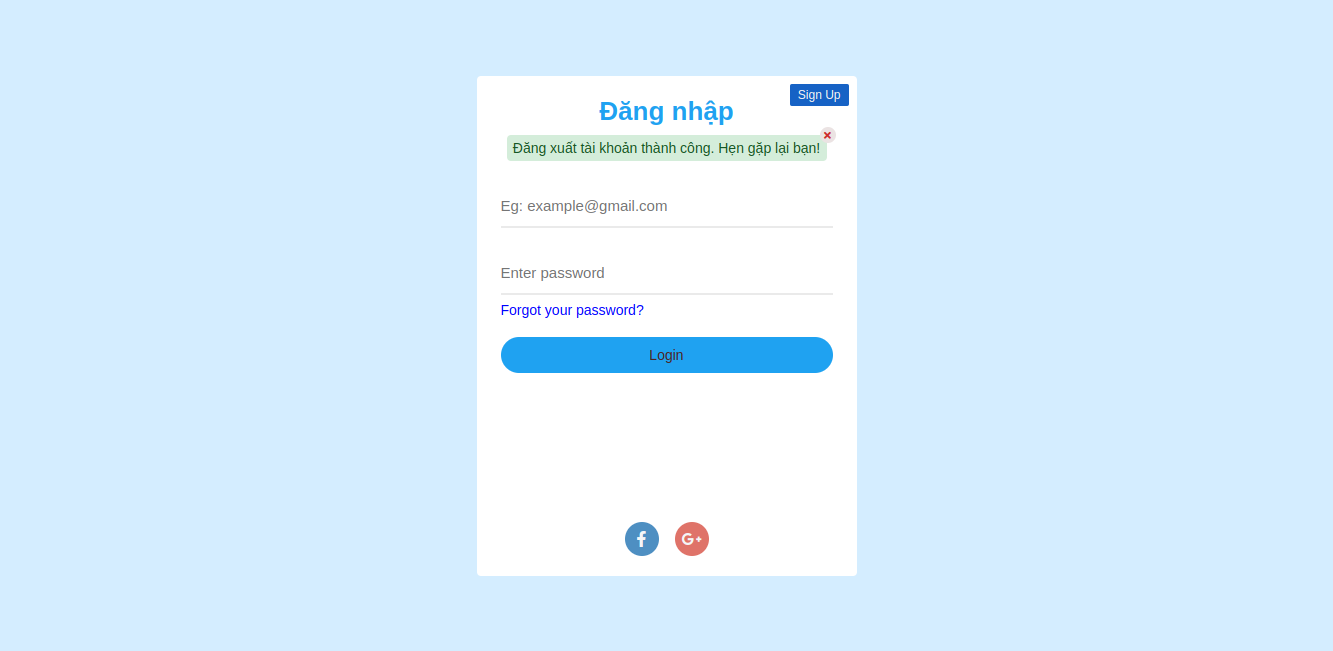 Sign Up
Đăng nhập
Đăng xuất tài khoản thành công. Hẹn gặp lại bạn!
Eg: example@gmail.com
Enter password
Forgot your password?
Login